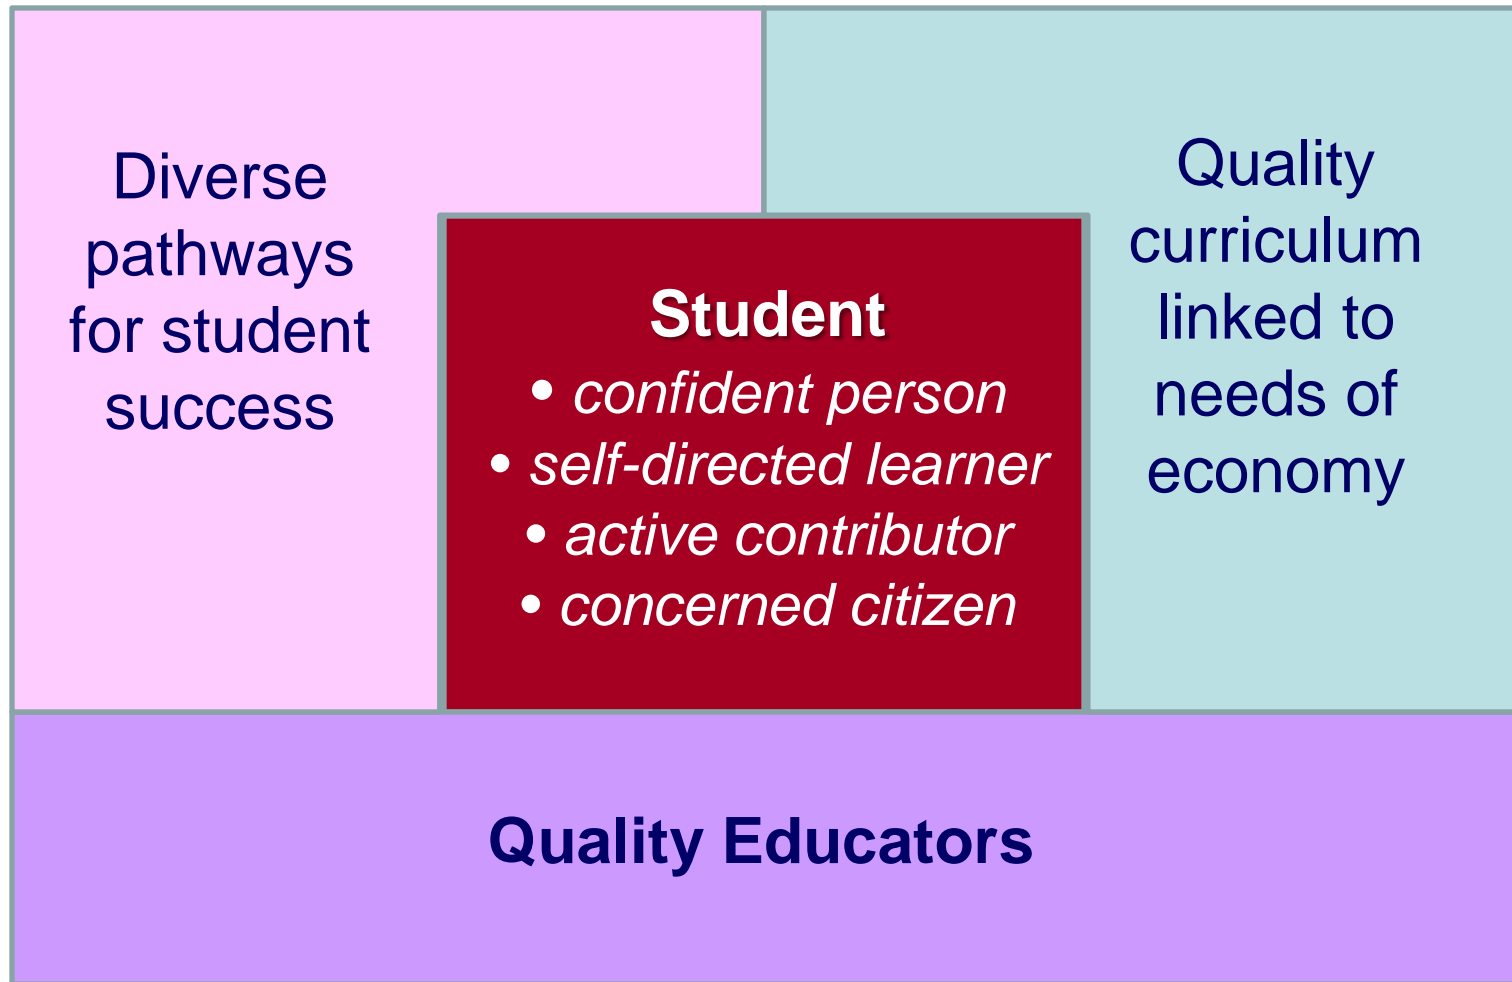 Diverse
pathways
for student
success
Quality
curriculum
linked to
needs of
economy
Student
• confident person
• self-directed learner
• active contributor
• concerned citizen
Quality Educators